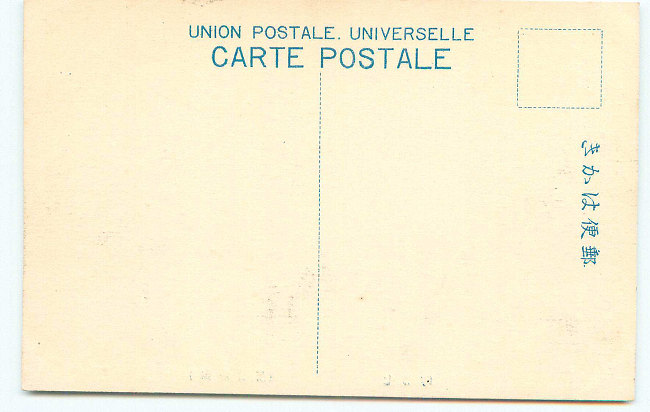 UNION POSTALE. UNIVERSELLE
CARTE POSTALE
郵便はかき